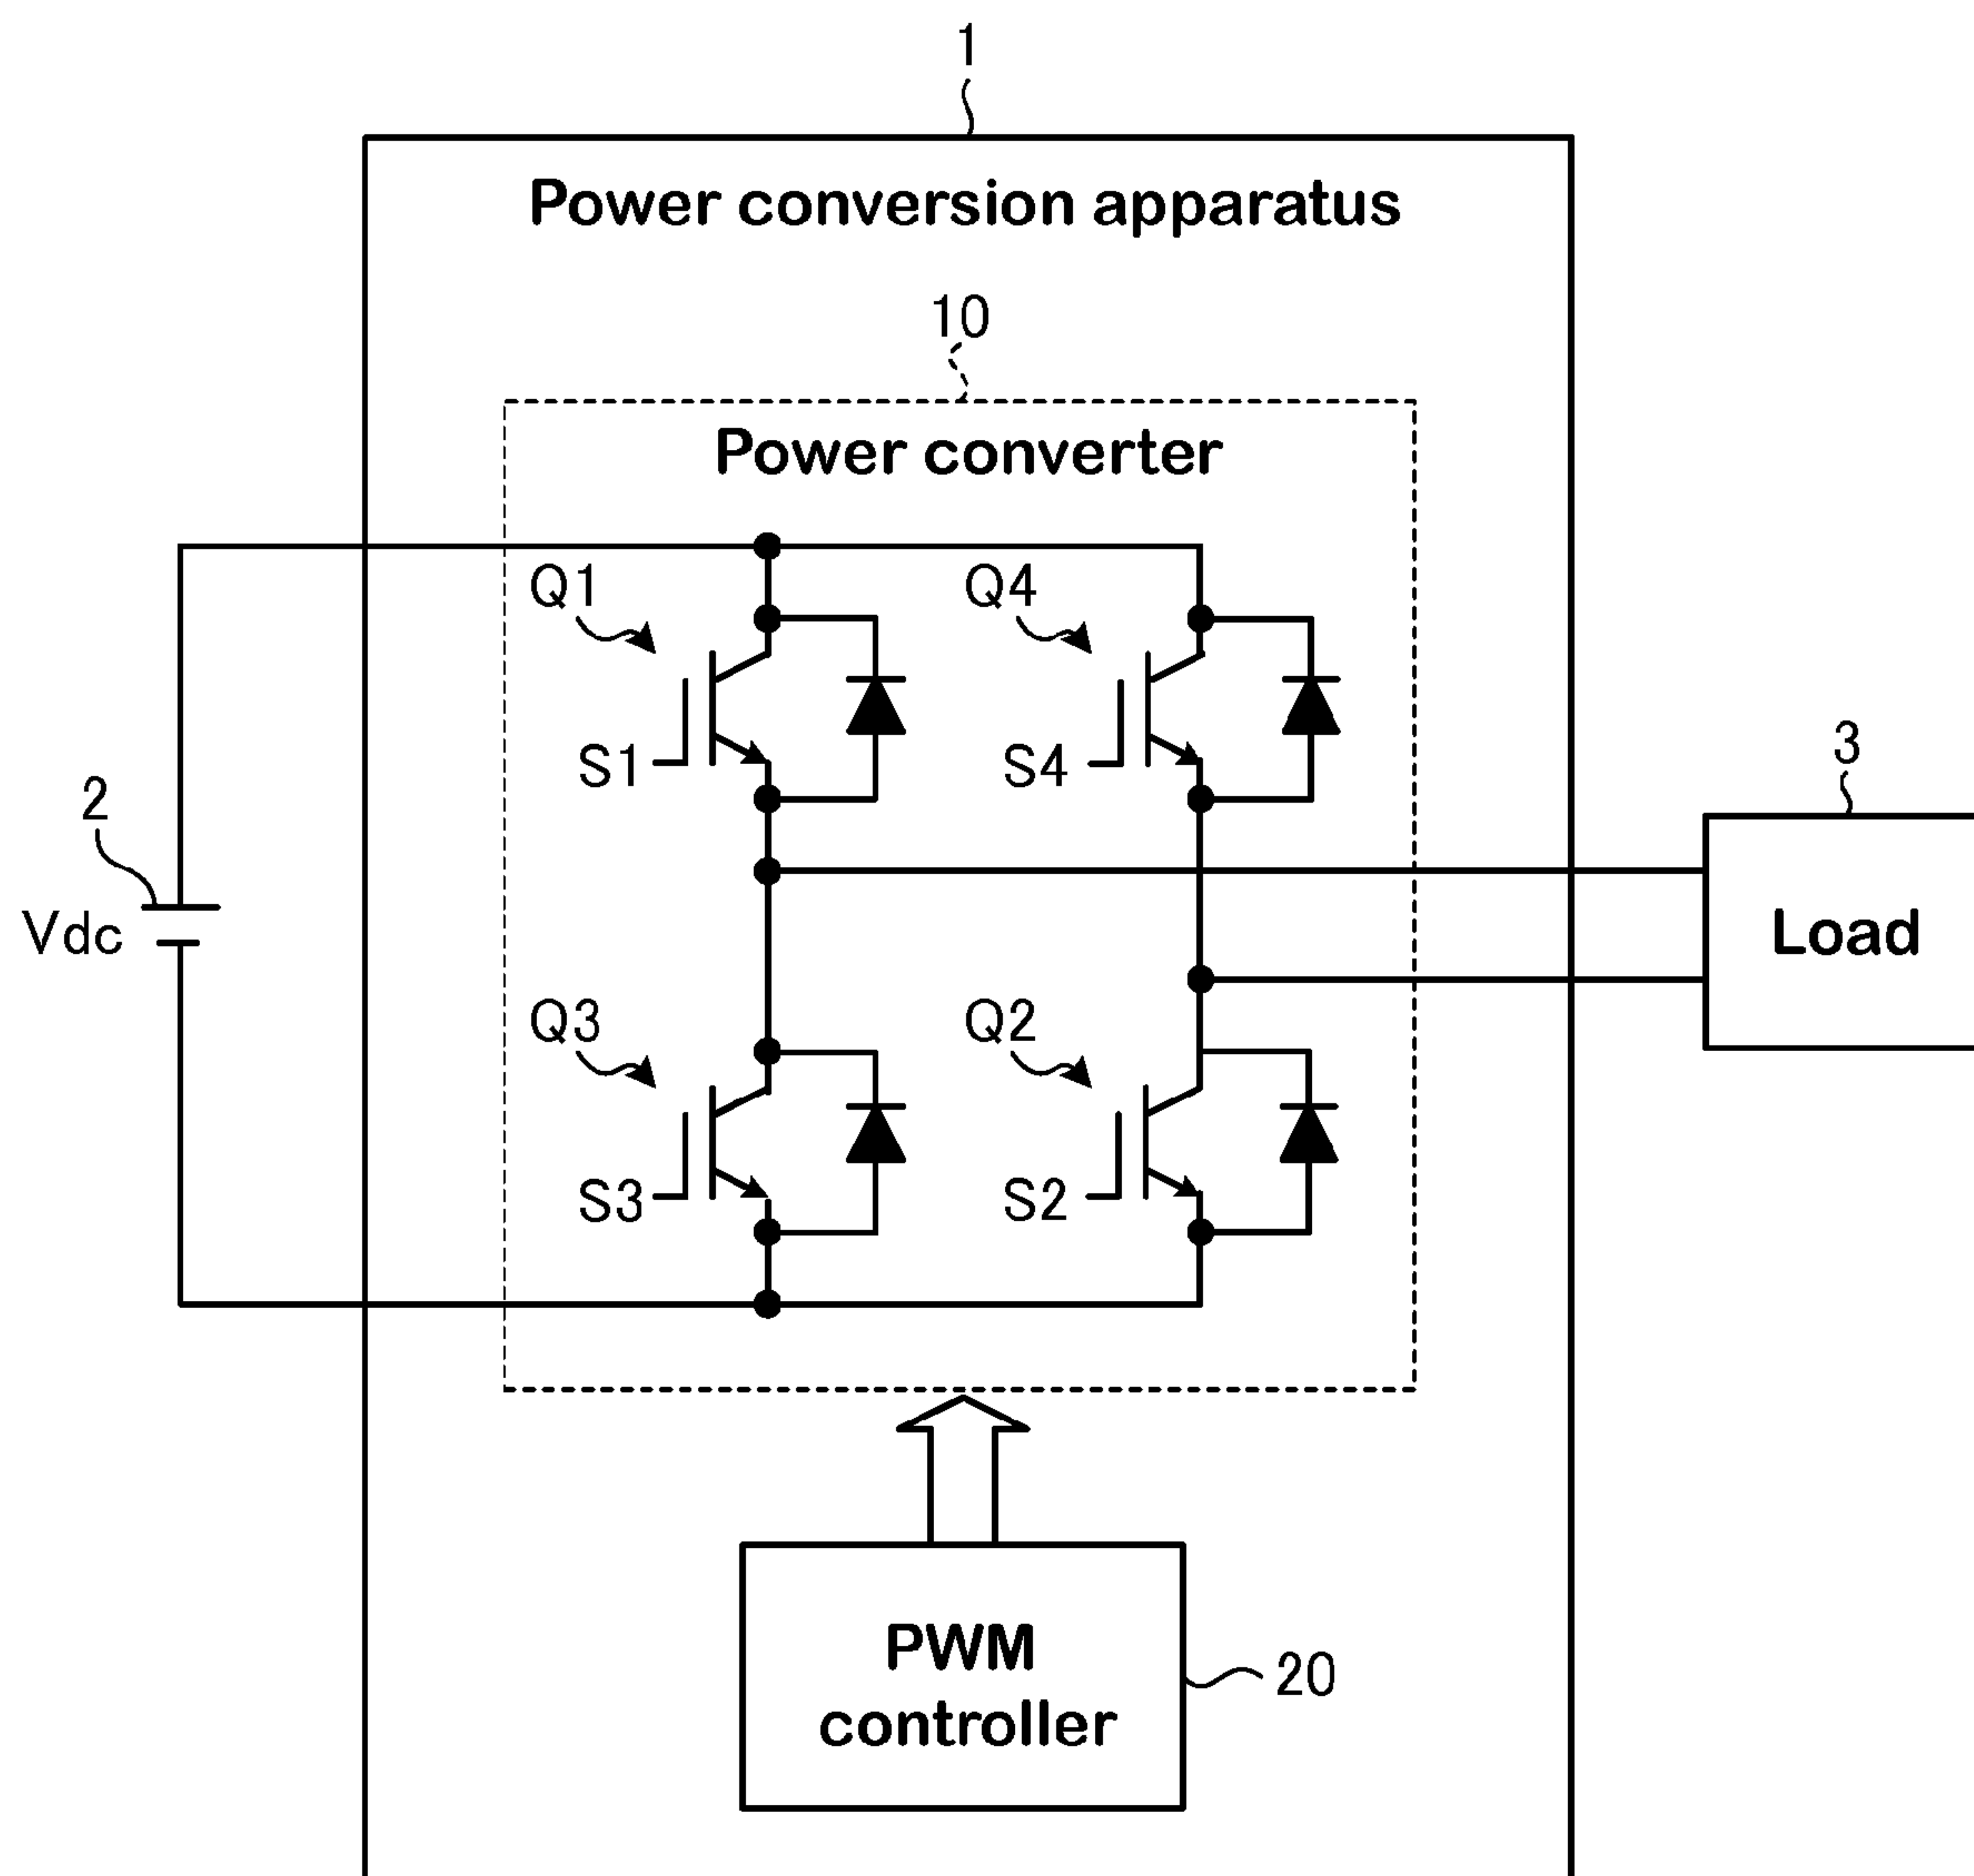 1
Power conversion apparatus
10
Power converter
Q1
Q4
S1
S4
3
2
Vdc
Load
Q3
Q2
S3
S2
PWM
controller
20